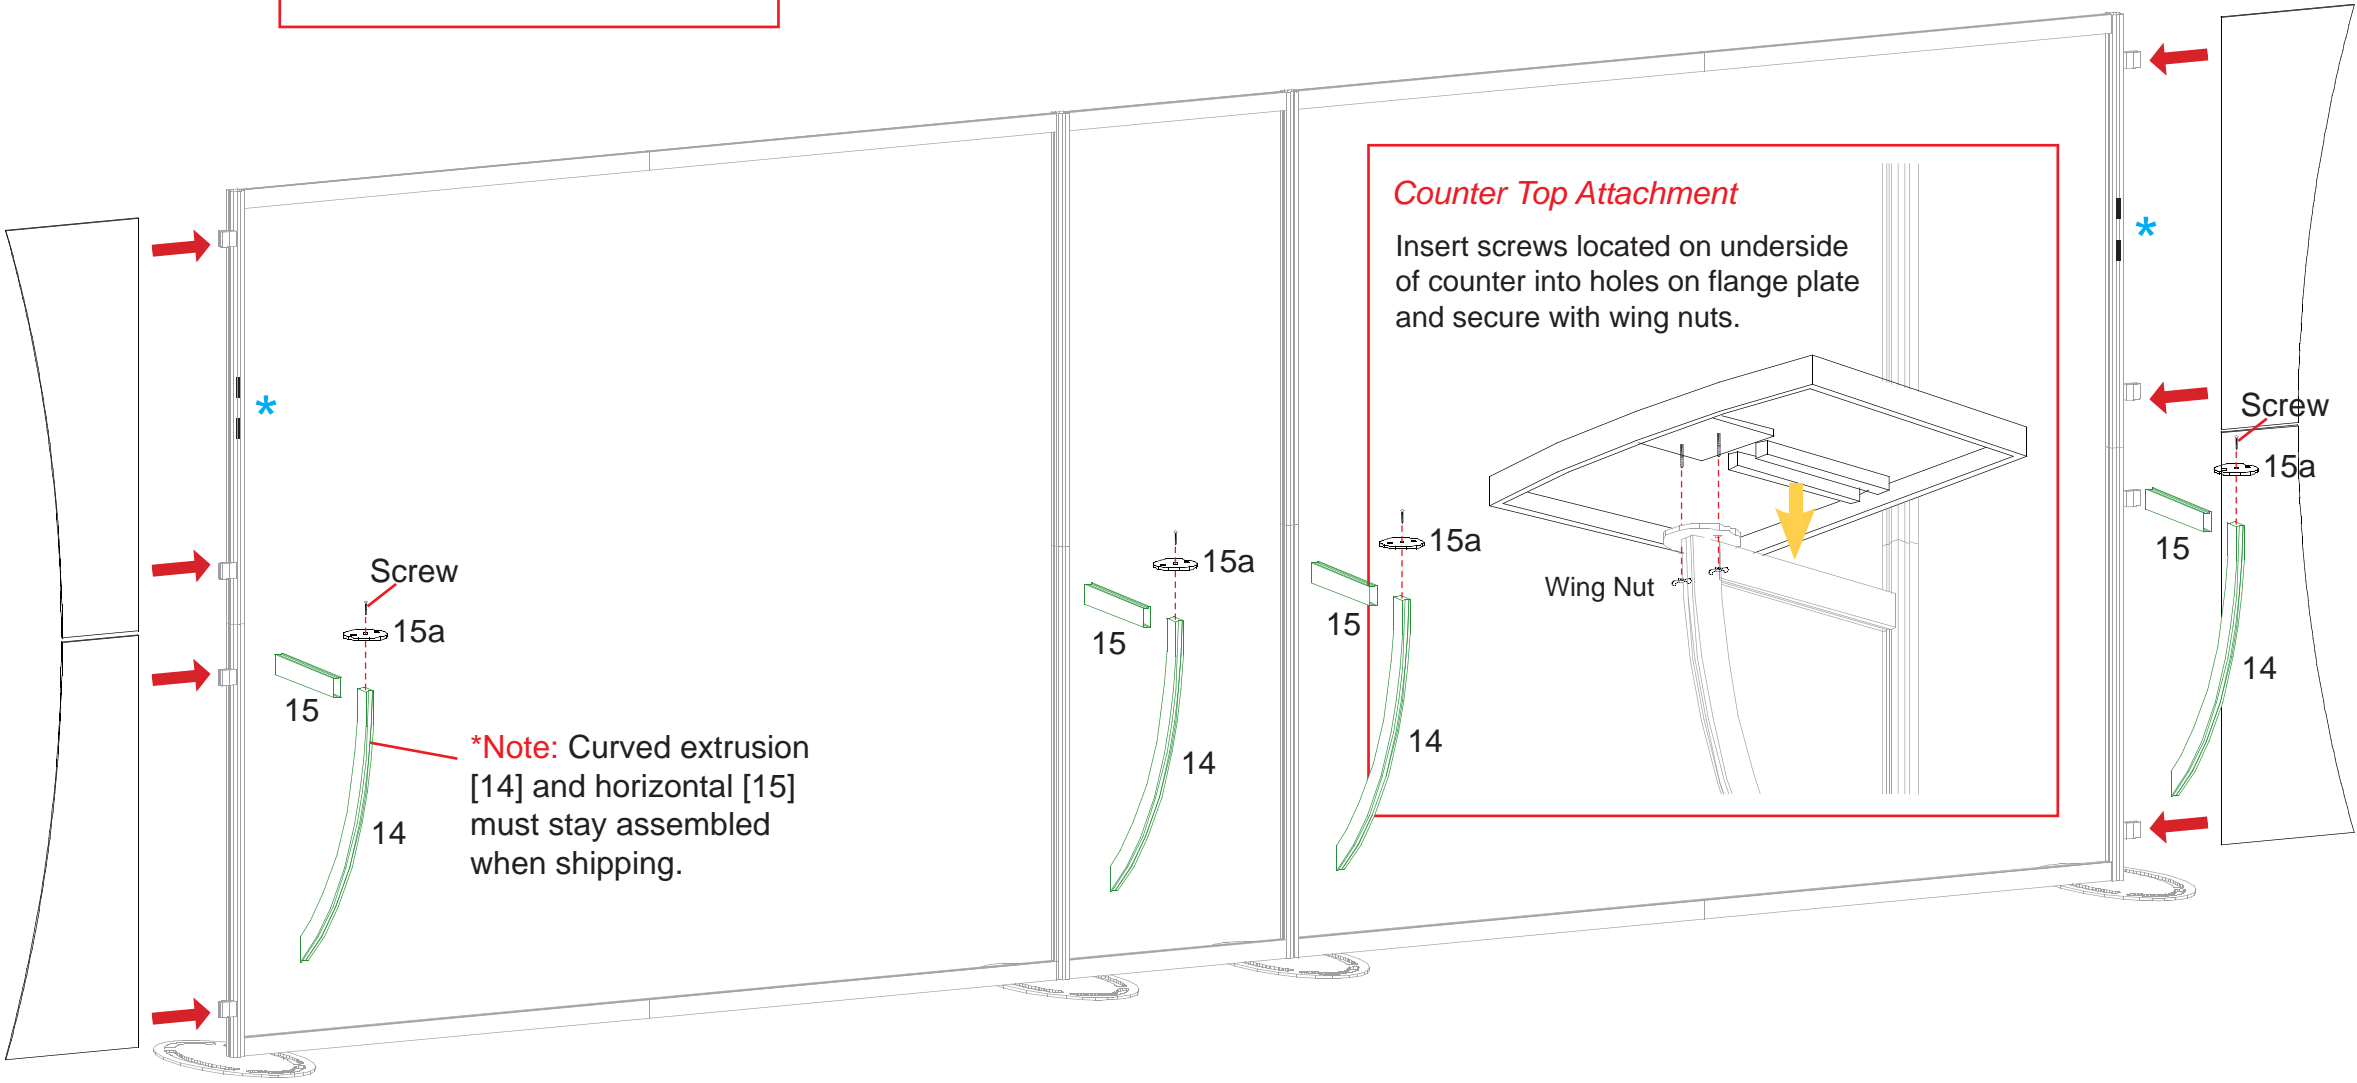 Counter Top Attachment
Insert screws located on underside
of counter into holes on flange plate
and secure with wing nuts.
*
*
Screw
15a
15
14
Wing Nut
15a
15
14
15a
15
14
Screw
15a
15
14
*Note: Curved extrusion
[14] and horizontal [15]
must stay assembled
when shipping.